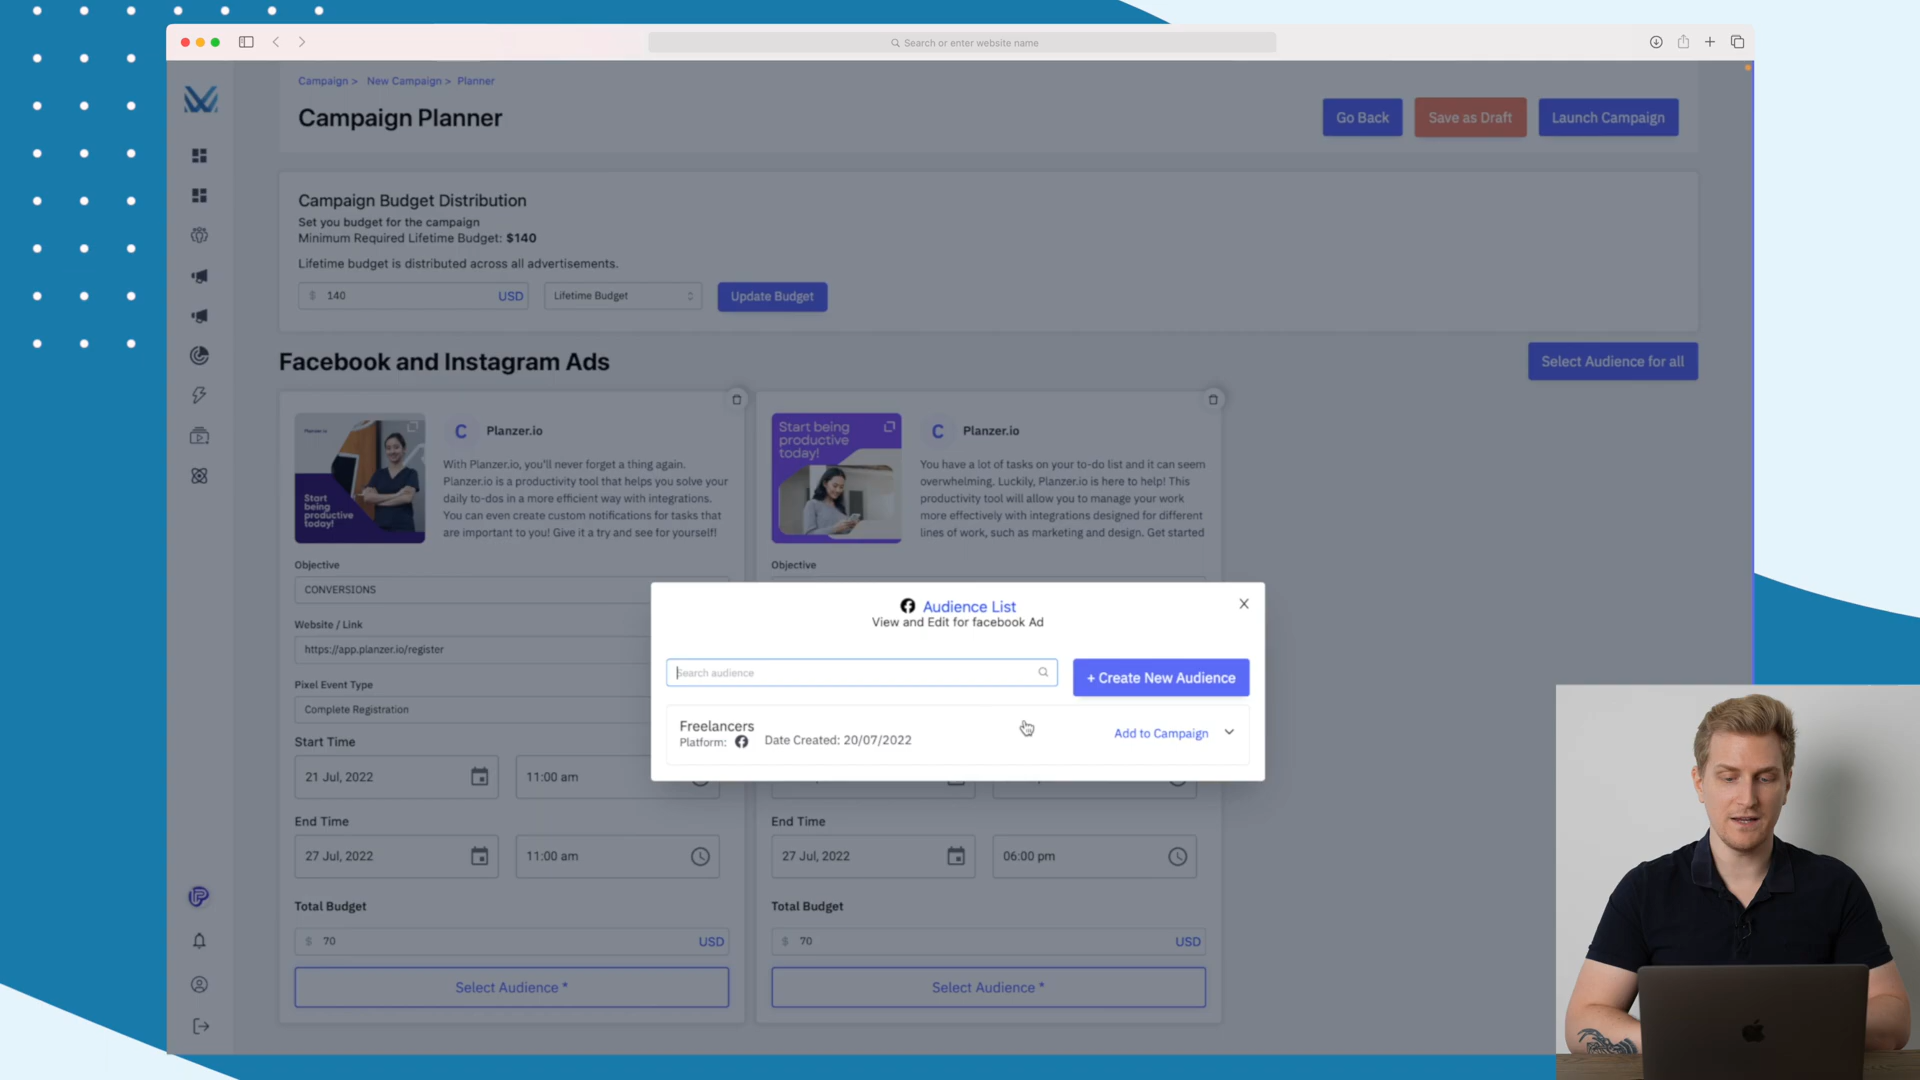 Search or enter website name
Campaign > New Campaign > Planner
Campaign Planner
Go Back
Save as Draft
Launch Campaign
Campaign Budget Distribution
Set you budget for the campaign
Minimum Required Lifetime Budget: $140
Lifetime budget is distributed across all advertisements.
$ 140 USD
Lifetime Budget
Update Budget
Facebook and Instagram Ads
Select Audience for all
Start
being
productive
today!
C Planzer.io
With Planzer.io, you'll never forget a thing again.
Planzer.io is a productivity tool that helps you solve your
daily to-dos in a more efficient way with integrations.
You can even create custom notifications for tasks that
are important to you! Give it a try and see for yourself!
Objective
CONVERSIONS
Website / Link
https://app.planzer.io/register
Pixel Event Type
Complete Registration
Start Time
21 Jul, 2022
11:00 am
End Time
27 Jul, 2022
11:00 am
Total Budget
$ 70 USD
Select Audience *
Start being
productive
today!
C Planzer.io
You have a lot of tasks on your to-do list and it can seem
overwhelming. Luckily, Planzer.io is here to help! This
productivity tool will allow you to manage your work
more effectively with integrations designed for different
lines of work, such as marketing and design. Get started
Objective
End Time
27 Jul, 2022
06:00 pm
Total Budget
$ 70 USD
Select Audience *
Audience List
View and Edit for facebook Ad
Search audience
+ Create New Audience
Freelancers
Platform:
Date Created: 20/07/2022
Add to Campaign